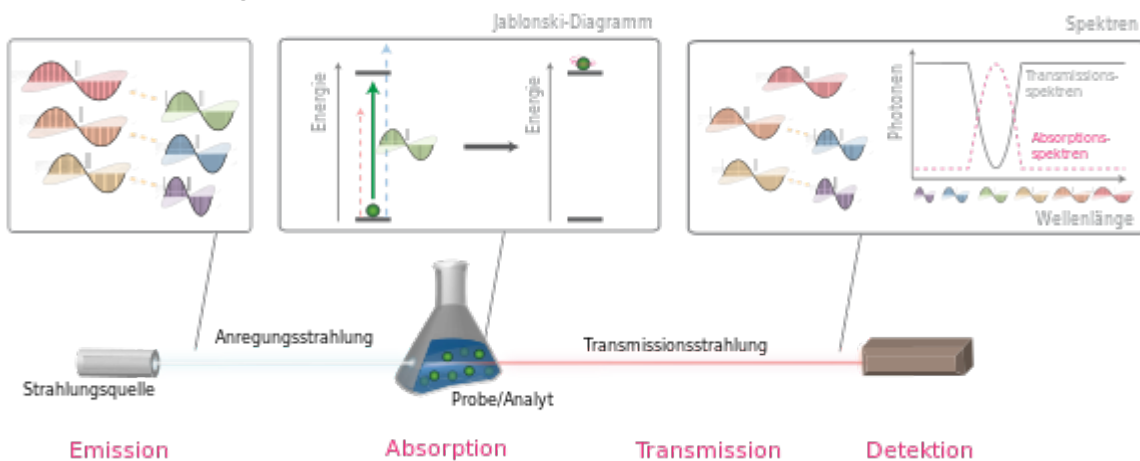 Jablonski-Diagramm
Spektren
Energie
Energie
Photonen
Transmissions-
spektren
Absorptions-
spektren
Wellenlänge
Anregungsstrahlung
Transmissionsstrahlung
Strahlungsquelle
Probe/Analyt
Emission
Absorption
Transmission
Detektion